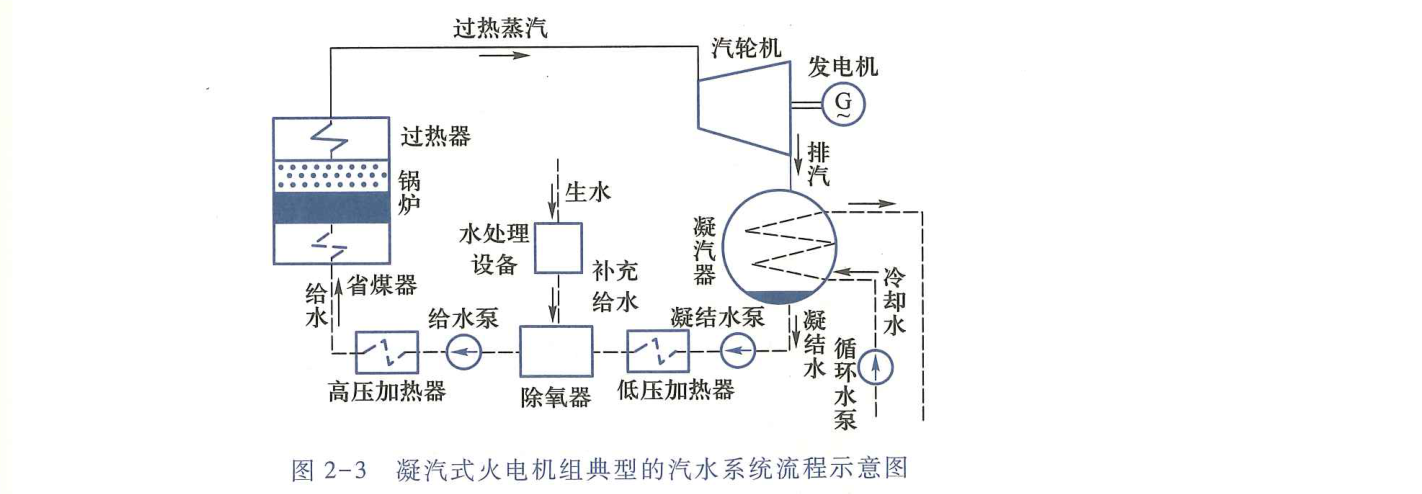 过热蒸汽
汽轮机
发电机
G
~
过热器
排汽
锅炉
生水
水处理
设备
凝汽器
补充
给水
冷却水
省煤器
给水
给水泵
凝结水泵
凝结水
循环水泵
高压加热器
除氧器
低压加热器
图 2-3 凝汽式火电机组典型的汽水系统流程示意图